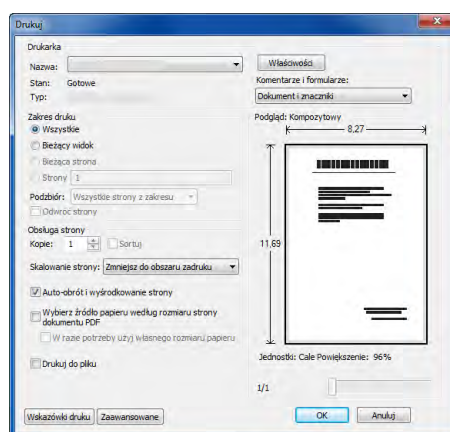 Drukuj
Drukarka
Nazwa:
Właściwości
Stan: Gotowe
Komentarze i formularze:
Typ:
Dokument i znaczniki
Zakres druku
Podgląd: Kompozytowy
Wszystkie
8,27
Bieżący widok
Bieżąca strona
Strony 1
Podzbiór: Wszystkie strony z zakresu
Odwróć strony
Obsługa strony
Kopie: 1 Sortuj
11,69
Skalowanie strony: Zmniejsz do obszaru zadruku
Auto-obrót i wyśrodkowanie strony
Wybierz źródło papieru według rozmiaru strony
dokumentu PDF
W razie potrzeby użyj własnego rozmiaru papieru
Jednostki: Cale Powiększenie: 96%
Drukuj do pliku
1/1
Wskazówki druku Zaawansowane OK Anuluj